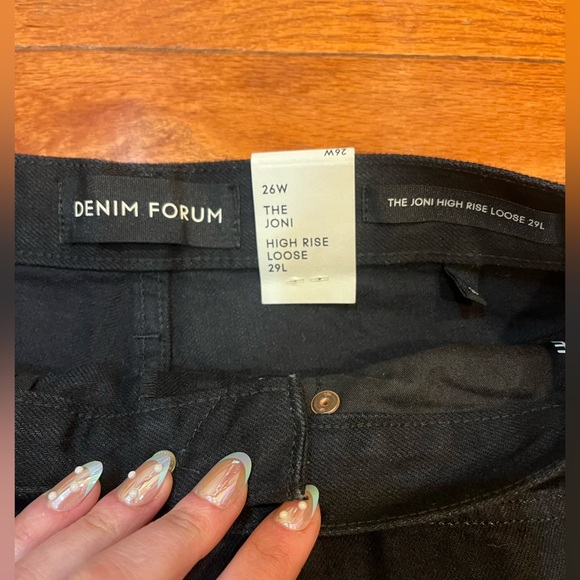 26W
DENIM FORUM
26W
THE
JONI
HIGH RISE
LOOSE
29L
THE JONI HIGH RISE LOOSE 29L